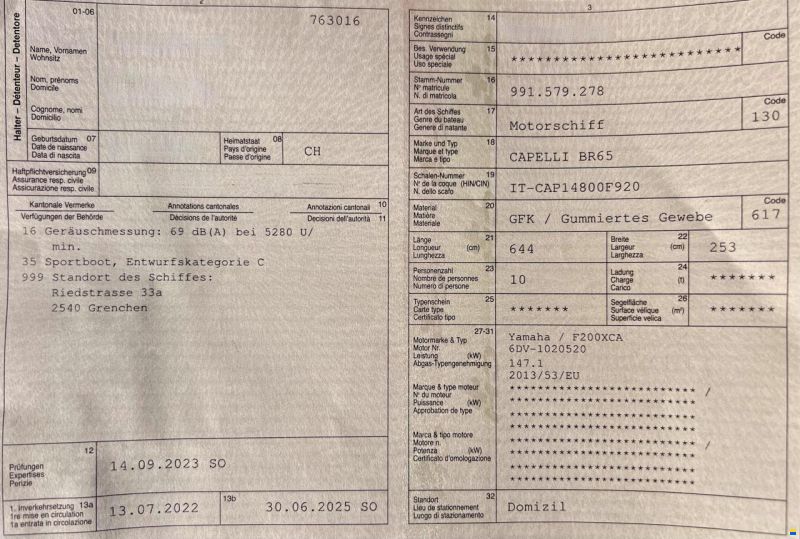 2
01-06
763016
Halter – Détenteur – Detentore
Name, Vornamen
Wohnsitz
Nom, prénoms
Domicile
Cognome, nomi
Domicilio
Geburtsdatum 07
Date de naissance
Data di nascita
Heimatstaat 08
Pays d'origine
Paese d'origine
CH
Haftpflichtversicherung 09
Assurance resp. civile
Assicurazione resp. civile
Kantonale Vermerke Annotations cantonales Annotazioni cantonali 10
Verfügungen der Behörde Décisions de l'autorité Decisioni dell'autorità 11
16 Geräuschmessung: 69 dB(A) bei 5280 U/
min.
35 Sportboot, Entwurfskategorie C
999 Standort des Schiffes:
Riedstrasse 33a
2540 Grenchen
12
Prüfungen
Expertises
Perizie
14.09.2023 SO
1. Inverkehrsetzung 13a
1re mise en circulation
1a entrata in circolazione
13.07.2022
13b
30.06.2025 SO
3
Kennzeichen 14
Signes distinctifs
Contrassegni
Bes. Verwendung 15
Usage spécial
Uso speciale
Code
* * * * * * * * * * * * * * * * * * * * * * * * *
Stamm-Nummer 16
N° matricule
N. di matricola
991.579.278
Art des Schiffes 17
Genre du bateau
Genere di natante
Motorschiff
Code
130
Marke und Typ 18
Marque et type
Marca e tipo
CAPELLI BR65
Schalen-Nummer 19
N° de la coque (HIN/CIN)
N. dello scafo
IT-CAP14800F920
Material 20
Matière
Materiale
GFK / Gummiertes Gewebe
Code
617
Länge 21
Longueur (cm)
Lunghezza
644
Breite 22
Largeur (cm)
Larghezza
253
Personenzahl 23
Nombre de personnes
Numero di persone
10
Ladung 24
Charge (t)
Carico
* * * * * * *
Typenschein 25
Carte type
Certificato tipo
* * * * * * *
Segelfläche 26
Surface vélique (m²)
Superficie velica
* * * * * * *
27-31
Motormarke & Typ
Motor Nr.
Leistung (kW)
Abgas-Typengenehmigung
Yamaha / F200XCA
6DV-1020520
147.1
2013/53/EU
Marque & type moteur
N° du moteur
Puissance (kW)
Approbation de type
* * * * * * * * * * * * * * * * * * * * * * * * * /
* * * * * * * * * * * * * * * * * * * * * * * * *
* * * * * * * * * * * * * * * * * * * * * * * * *
* * * * * * * * * * * * * * * * * * * * * * * * *
Marca & tipo motore
Motore n.
Potenza (kW)
Certificato d'omologazione
* * * * * * * * * * * * * * * * * * * * * * * * * /
* * * * * * * * * * * * * * * * * * * * * * * * *
* * * * * * * * * * * * * * * * * * * * * * * * *
* * * * * * * * * * * * * * * * * * * * * * * * *
Standort 32
Lieu de stationnement
Luogo di stazionamento
Domizil